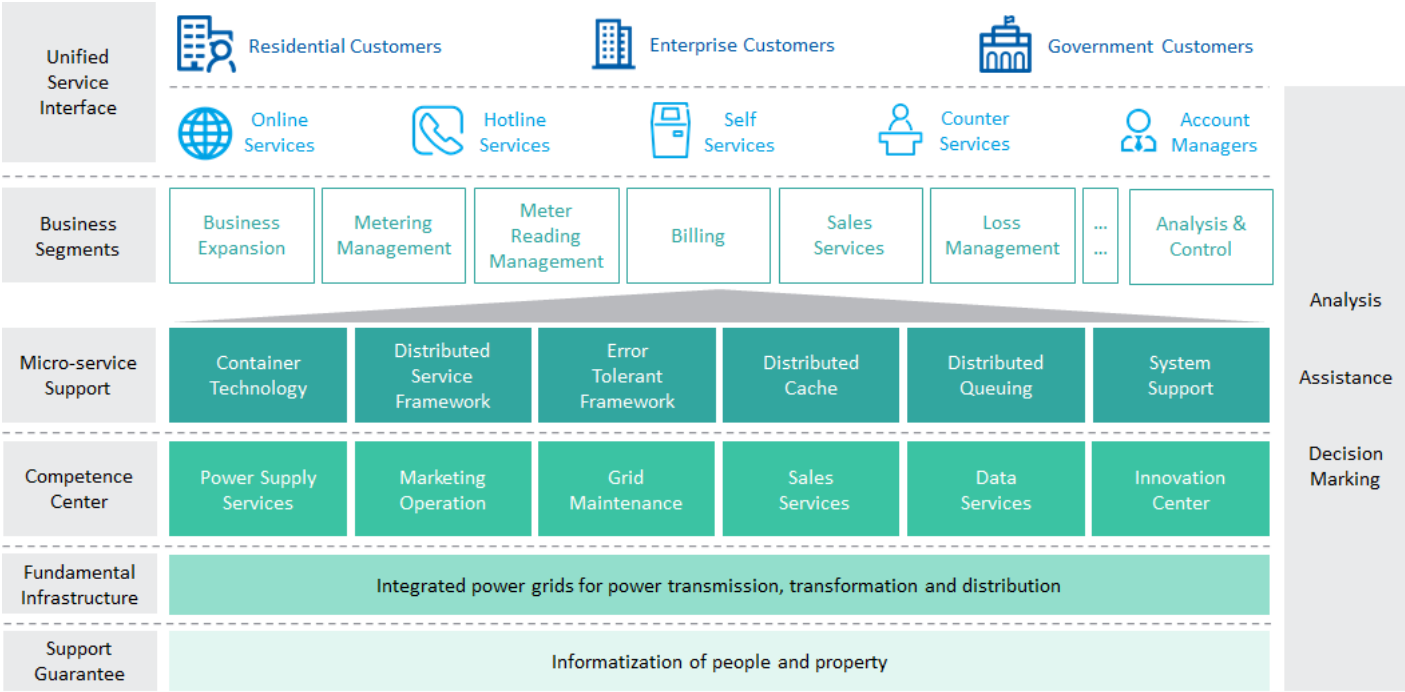 Unified
Service
Interface
Residential Customers
Enterprise Customers
Government Customers
Online
Services
Hotline
Services
Self
Services
Counter
Services
Account
Managers
Business
Segments
Business
Expansion
Metering
Management
Meter
Reading
Management
Billing
Sales
Services
Loss
Management
...
...
Analysis &
Control
Micro-service
Support
Container
Technology
Distributed
Service
Framework
Error
Tolerant
Framework
Distributed
Cache
Distributed
Queuing
System
Support
Competence
Center
Power Supply
Services
Marketing
Operation
Grid
Maintenance
Sales
Services
Data
Services
Innovation
Center
Fundamental
Infrastructure
Integrated power grids for power transmission, transformation and distribution
Support
Guarantee
Informatization of people and property
Analysis
Assistance
Decision
Marking